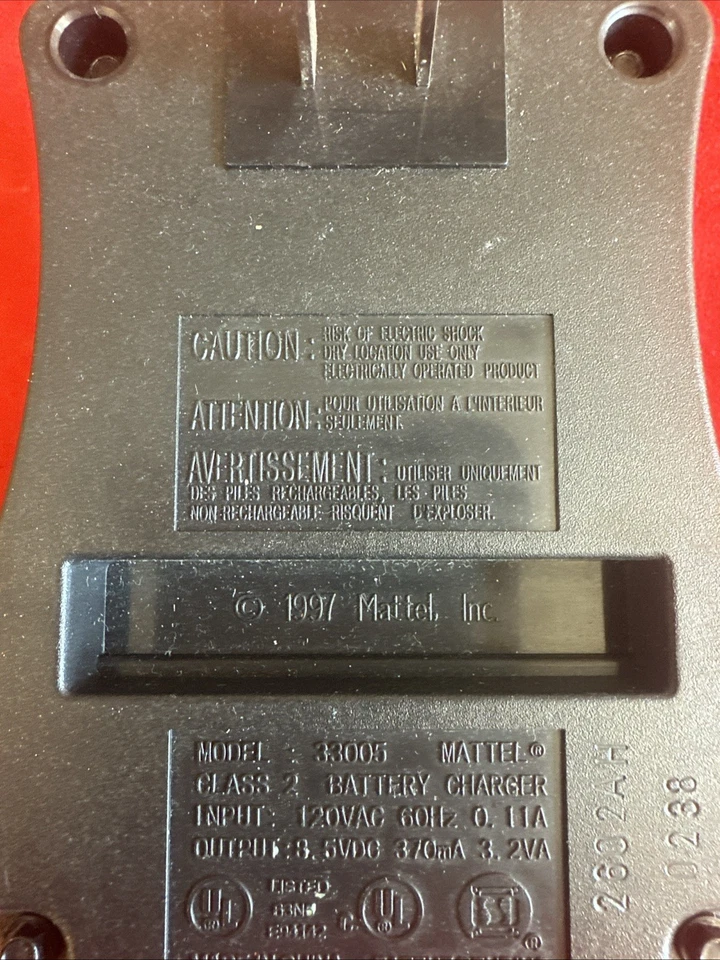 CAUTION: RISK OF ELECTRIC SHOCK
DRY LOCATION USE ONLY
ELECTRICALLY OPERATED PRODUCT
ATTENTION: POUR UTILISATION A L'INTERIEUR
SEULEMENT.
AVERTISSEMENT: UTILISER UNIQUEMENT
DES PILES RECHARGEABLES, LES PILES
NON-RECHARGEABLE RISQUENT D'EXPLOSER.
© 1997 Mattel, Inc.
MODEL : 33005 MATTEL®
CLASS 2 BATTERY CHARGER
INPUT: 120VAC 60Hz 0.11A
OUTPUT: 8.5VDC 370mA 3.2VA
UL LISTED C UL
®
0238